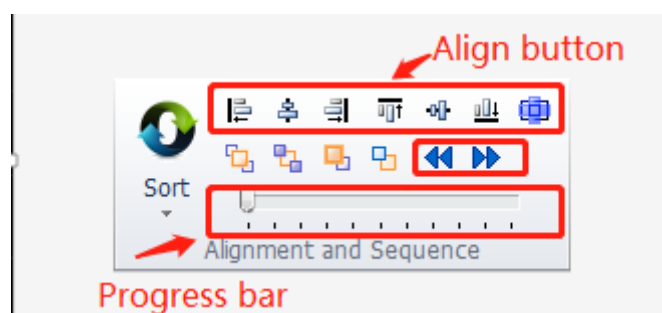 Align button
Sort
Alignment and Sequence
Progress bar